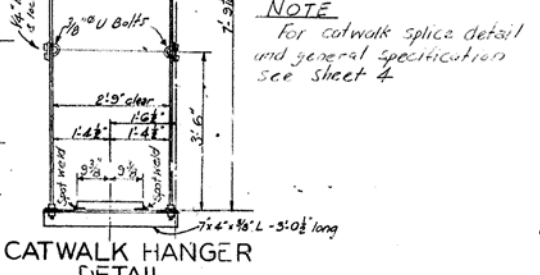 NOTE
For catwalk splice detail
and general specification
see sheet 4
3/8"ø U Bolts
2'-9" clear
1'-6½"
1'-4½" 1'-4½"
3'-6"
spot weld
9⅜" 9⅜"
spot weld
7"x4"x⅜" L - 3'-0½" long
CATWALK HANGER
DETAIL